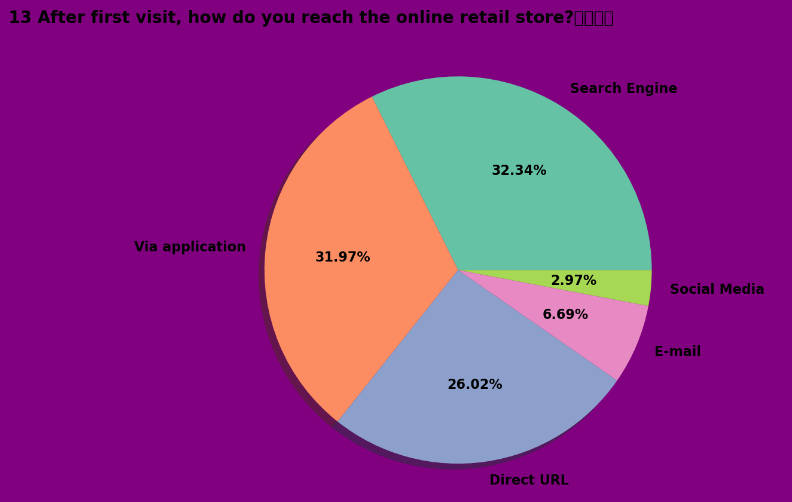 13 After first visit, how do you reach the online retail store?
Search Engine
32.34%
Via application
31.97%
2.97%
Social Media
6.69%
E-mail
26.02%
Direct URL